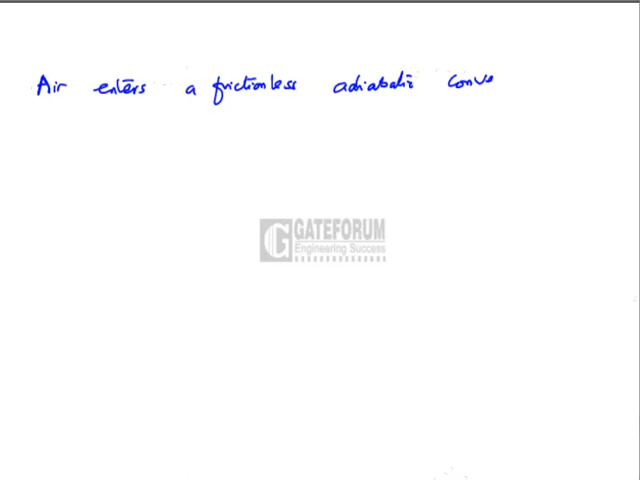 Air enters a frictionless adiabatic conve
GATEFORUM
Engineering Success